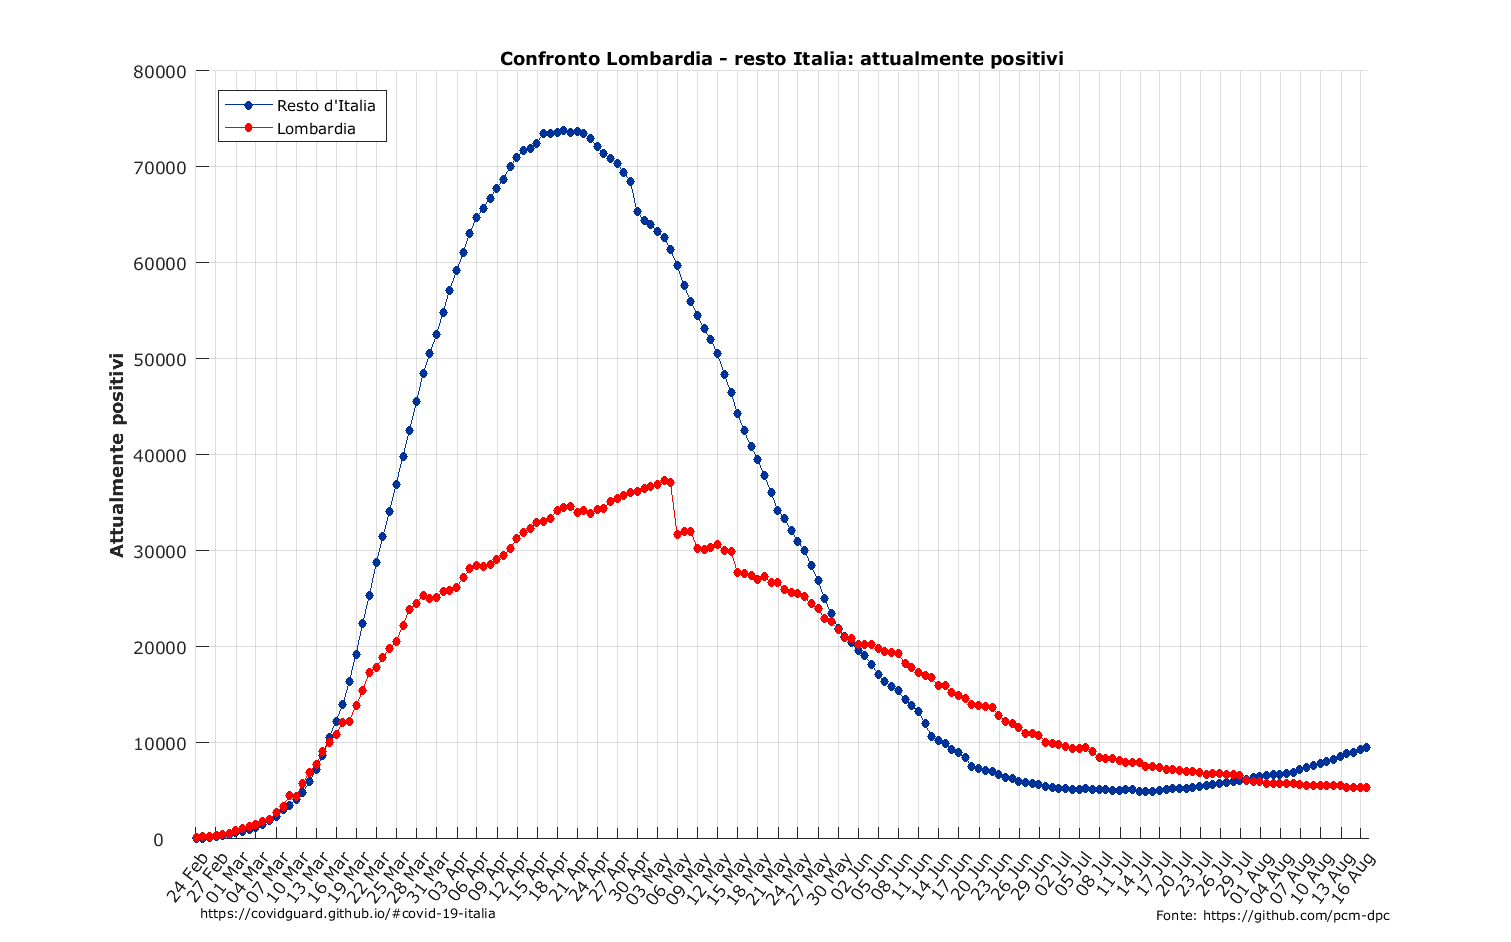 Confronto Lombardia - resto Italia: attualmente positivi
80000
70000
60000
50000
40000
30000
20000
10000
0
Attualmente positivi
Resto d'Italia
Lombardia
24 Feb
27 Feb
01 Mar
04 Mar
07 Mar
10 Mar
13 Mar
16 Mar
19 Mar
22 Mar
25 Mar
28 Mar
31 Mar
03 Apr
06 Apr
09 Apr
12 Apr
15 Apr
18 Apr
21 Apr
24 Apr
27 Apr
30 Apr
03 May
06 May
09 May
12 May
15 May
18 May
21 May
24 May
27 May
30 May
02 Jun
05 Jun
08 Jun
11 Jun
14 Jun
17 Jun
20 Jun
23 Jun
26 Jun
29 Jun
02 Jul
05 Jul
08 Jul
11 Jul
14 Jul
17 Jul
20 Jul
23 Jul
26 Jul
29 Jul
01 Aug
04 Aug
07 Aug
10 Aug
13 Aug
16 Aug
https://covidguard.github.io/#covid-19-italia
Fonte: https://github.com/pcm-dpc